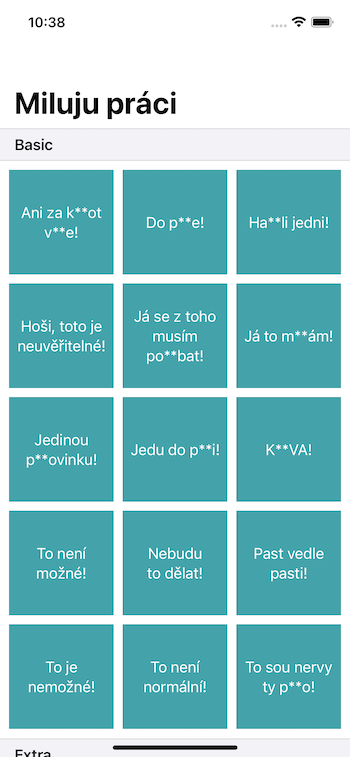 10:38
Miluju práci
Basic
Ani za k**ot
v**e!
Do p**e!
Ha**li jedni!
Hoši, toto je
neuvěřitelné!
Já se z toho
musím
po**bat!
Já to m**ám!
Jedinou
p**ovinku!
Jedu do p**i!
K**VA!
To není
možné!
Nebudu
to dělat!
Past vedle
pasti!
To je
nemožné!
To není
normální!
To sou nervy
ty p**o!
Extra